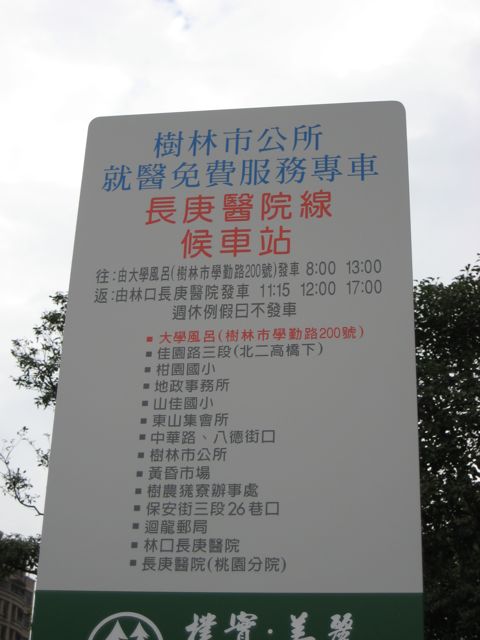 樹林市公所
就醫免費服務專車
長庚醫院線
候車站
往:由大學風呂(樹林市學勤路200號)發車 8:00 13:00
返:由林口長庚醫院發車 11:15 12:00 17:00
週休例假日不發車
▪大學風呂(樹林市學勤路200號)
▪佳園路三段(北二高橋下)
▪柑園國小
▪地政事務所
▪山佳國小
▪東山集會所
▪中華路、八德街口
▪樹林市公所
▪黃昏市場
▪樹農獇寮辦事處
▪保安街三段26巷口
▪迴龍郵局
▪林口長庚醫院
▪長庚醫院(桃園分院)
樸實·美麗